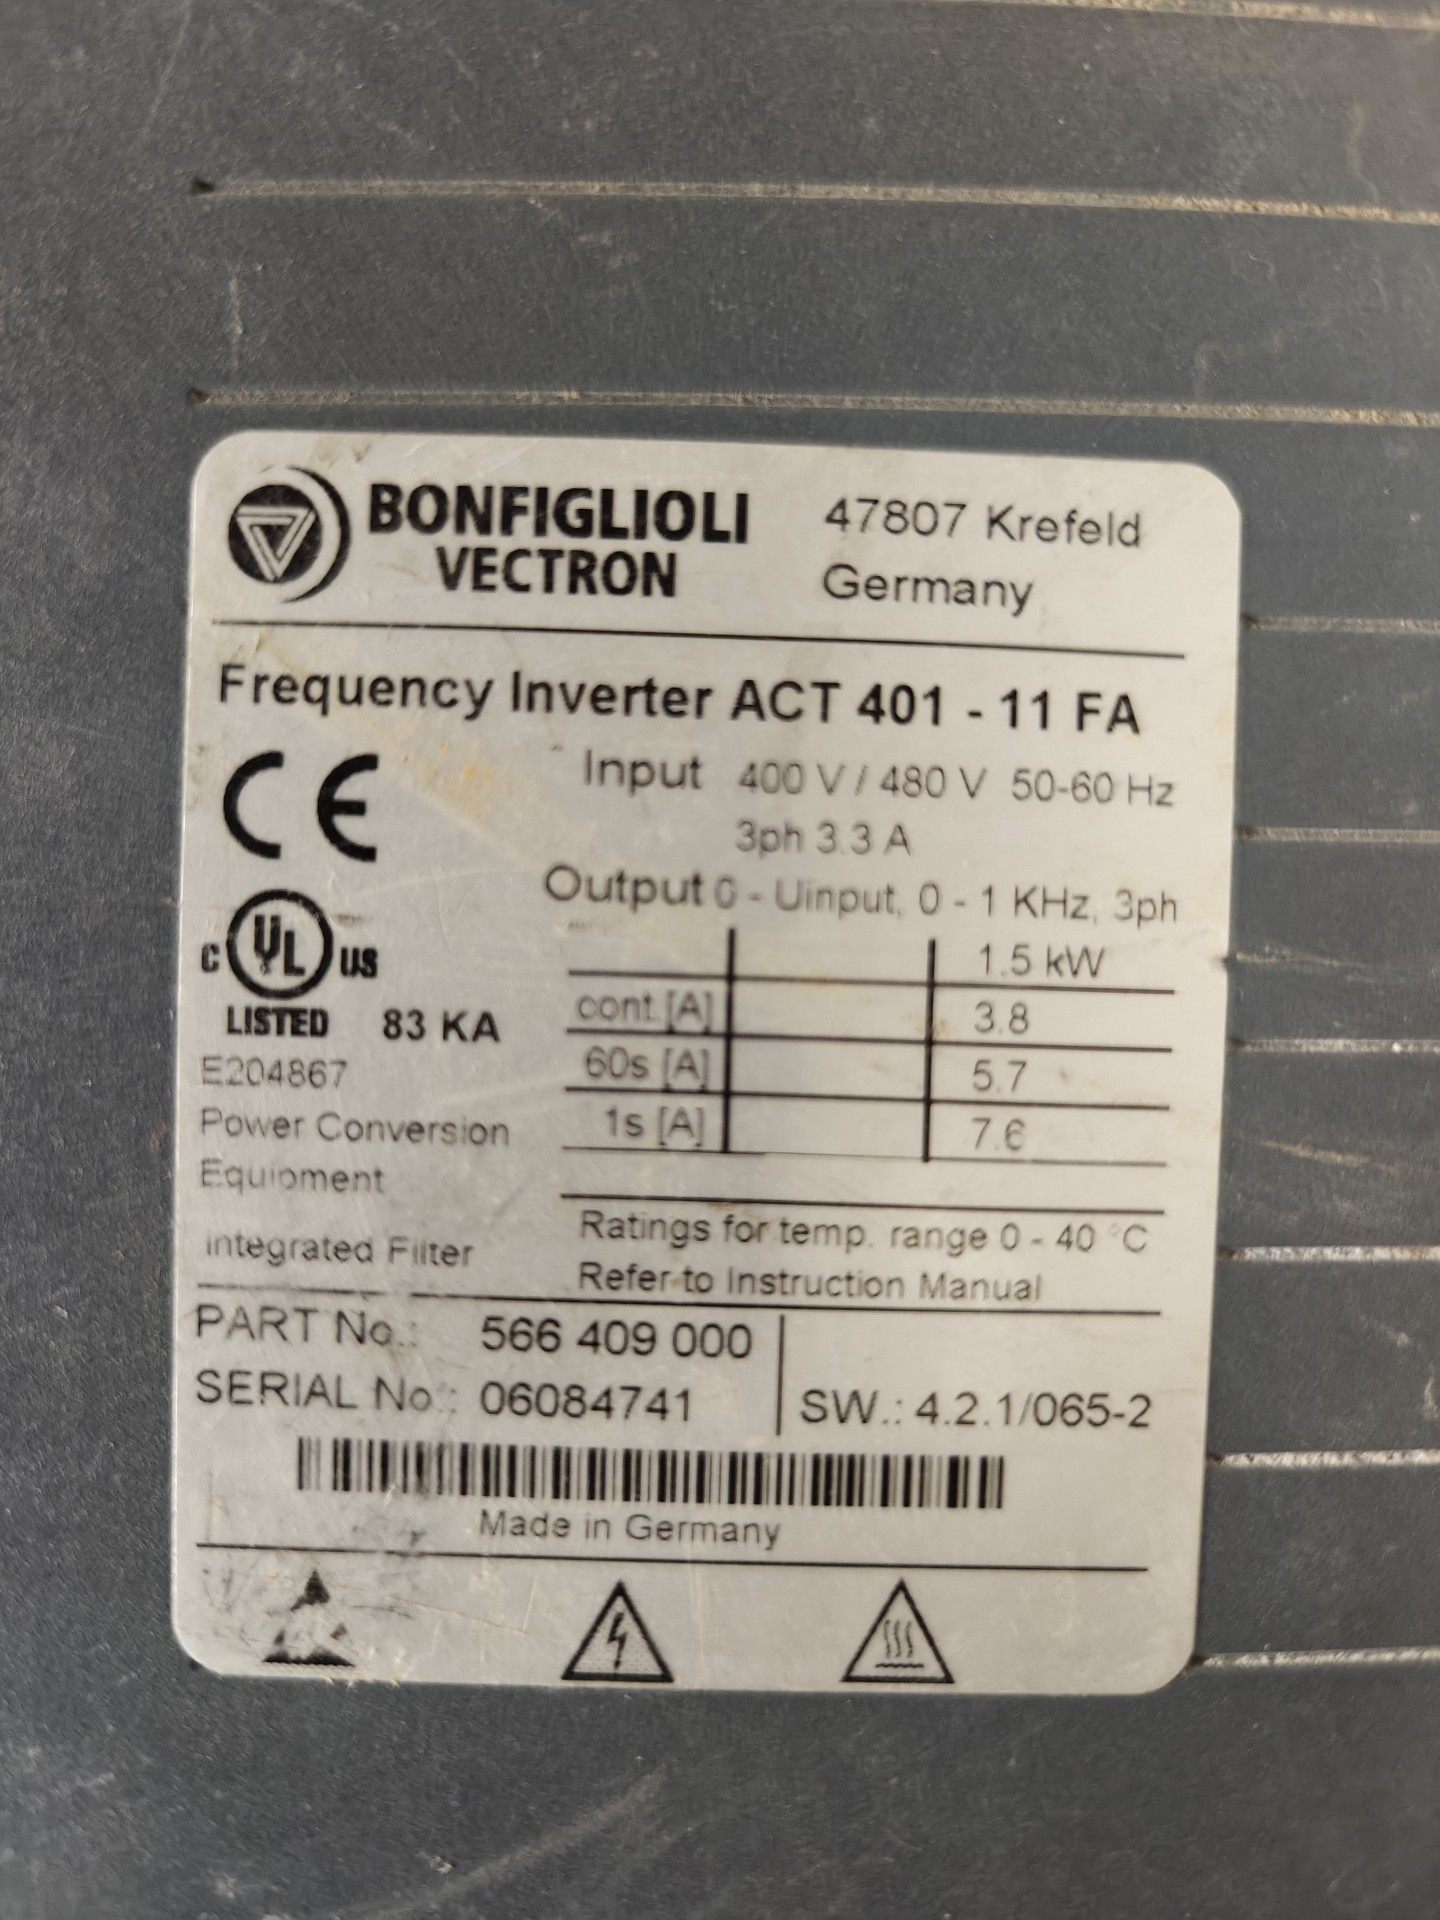 BONFIGLIOLI
VECTRON
47807 Krefeld
Germany
Frequency Inverter ACT 401 - 11 FA
CE
Input 400 V / 480 V 50-60 Hz
3ph 3.3 A
Output 0 - Uinput, 0 - 1 KHz, 3ph
1.5 kW
cont. [A] 3.8
60s [A] 5.7
1s [A] 7.6
C UL US
LISTED 83 KA
E204867
Power Conversion
Equipment
Integrated Filter
Ratings for temp. range 0 - 40 °C
Refer to Instruction Manual
PART No.: 566 409 000
SERIAL No.: 06084741
SW.: 4.2.1/065-2
Made in Germany